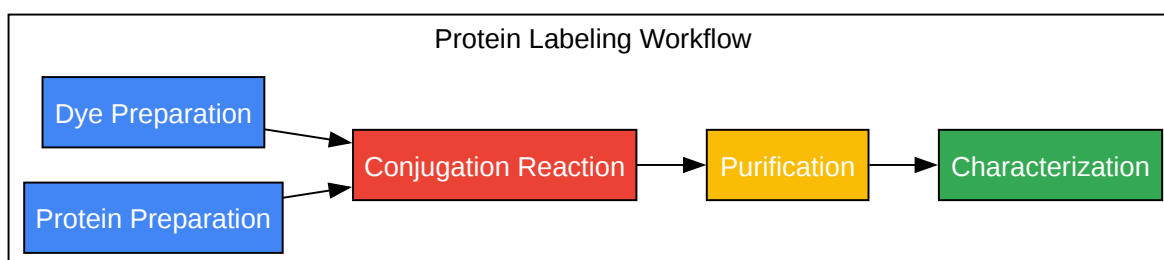 Protein Labeling Workflow
Dye Preparation
Protein Preparation
Conjugation Reaction
Purification
Characterization